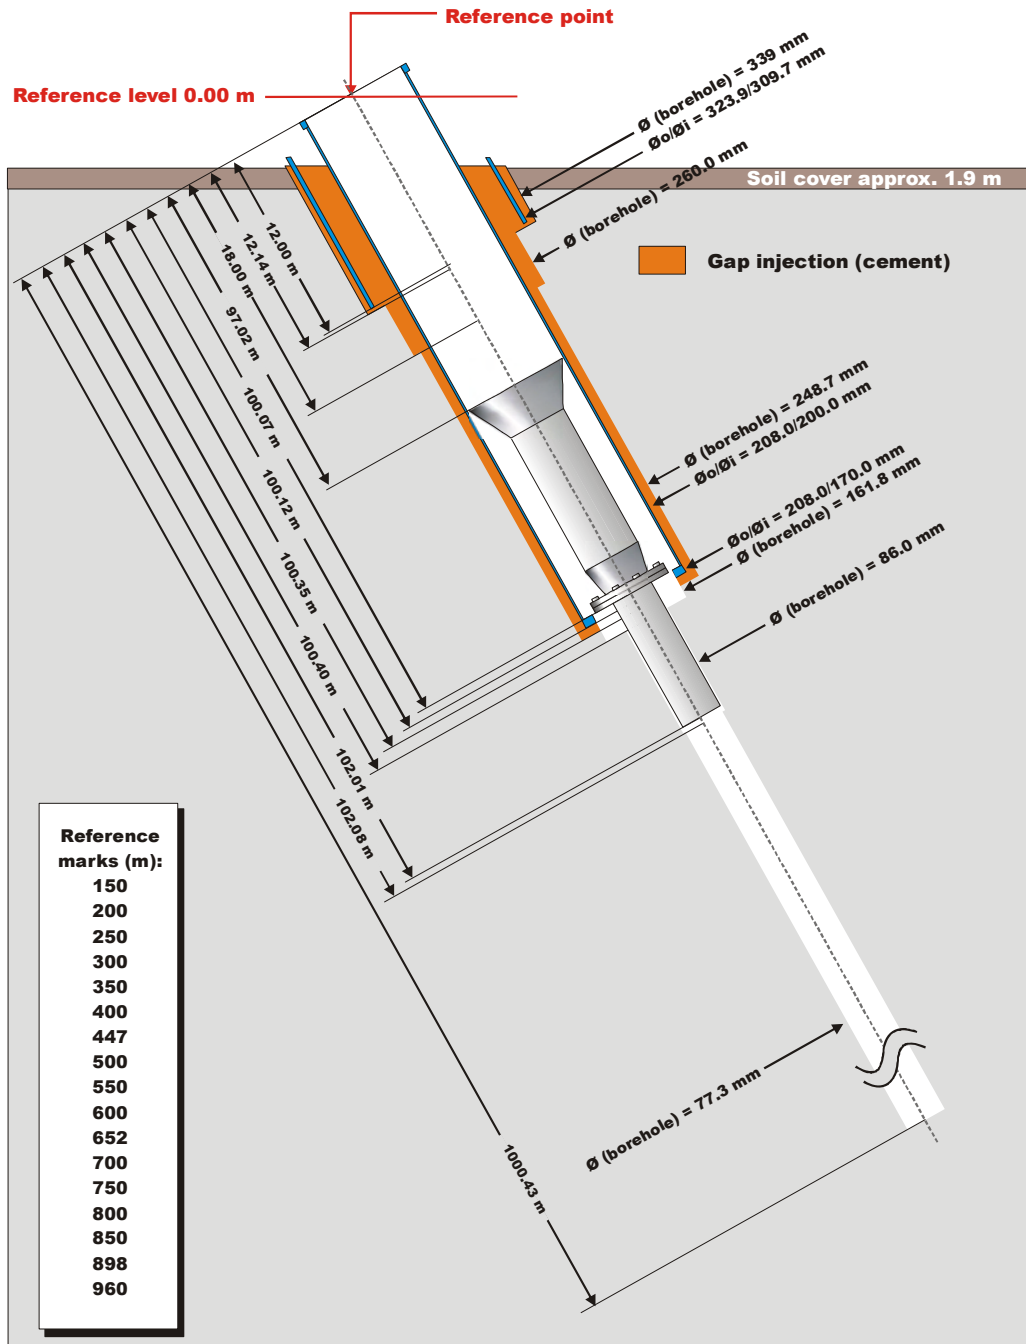 Reference point
Reference level 0.00 m
Ø (borehole) = 339 mm
Øo/Øi = 323.9/309.7 mm
Ø (borehole) = 260.0 mm
Soil cover approx. 1.9 m
Gap injection (cement)
12.00 m
12.14 m
18.00 m
97.02 m
100.07 m
100.12 m
100.35 m
100.40 m
102.01 m
102.08 m
1000.43 m
Ø (borehole) = 248.7 mm
Øo/Øi = 208.0/200.0 mm
Øo/Øi = 208.0/170.0 mm
Ø (borehole) = 161.8 mm
Ø (borehole) = 86.0 mm
Ø (borehole) = 77.3 mm
Reference
marks (m):
150
200
250
300
350
400
447
500
550
600
652
700
750
800
850
898
960